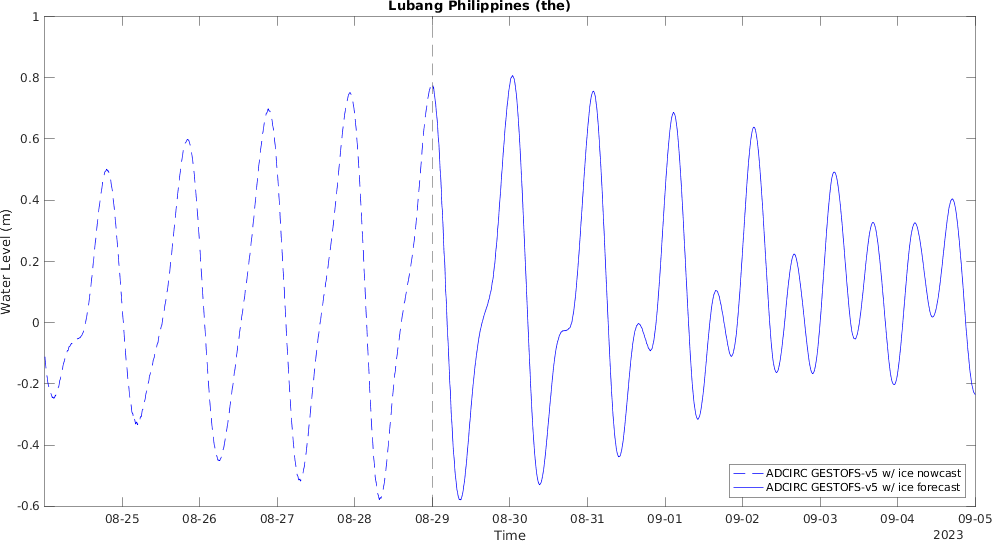 Lubang Philippines (the)
Water Level (m)
1
0.8
0.6
0.4
0.2
0
-0.2
-0.4
-0.6
ADCIRC GESTOFS-v5 w/ ice nowcast
ADCIRC GESTOFS-v5 w/ ice forecast
08-25 08-26 08-27 08-28 08-29 08-30 08-31 09-01 09-02 09-03 09-04 09-05
Time
2023